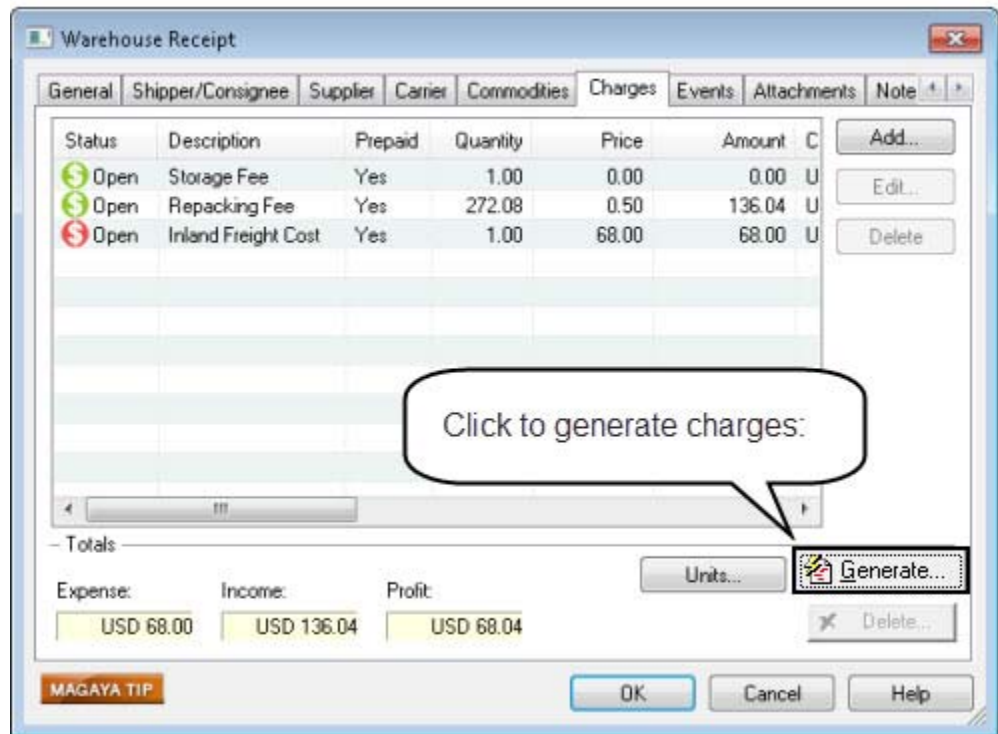 Warehouse Receipt
General Shipper/Consignee Supplier Carrier Commodities Charges Events Attachments Note
Status Description Prepaid Quantity Price Amount C
Open Storage Fee Yes 1.00 0.00 0.00 U
Open Repacking Fee Yes 272.08 0.50 136.04 U
Open Inland Freight Cost Yes 1.00 68.00 68.00 U
Add...
Edit...
Delete
Click to generate charges:
Totals
Units...
Generate...
Expense: Income: Profit:
USD 68.00 USD 136.04 USD 68.04
Delete...
MAGAYA TIP
OK Cancel Help